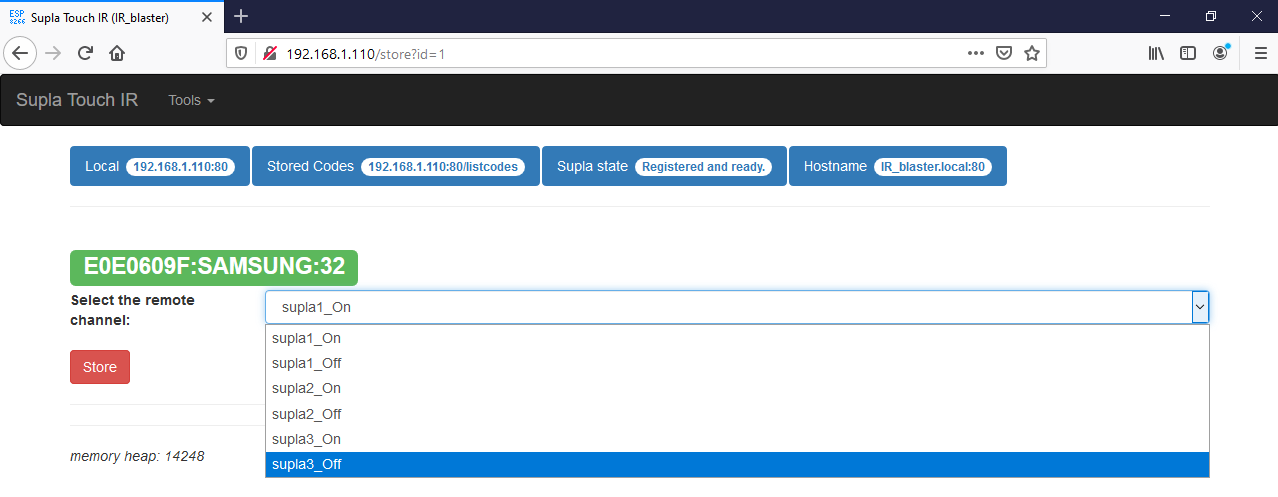 ESP 8266 Supla Touch IR (IR_blaster)
192.168.1.110/store?id=1
Supla Touch IR Tools
Local 192.168.1.110:80 Stored Codes 192.168.1.110:80/listcodes Supla state Registered and ready. Hostname IR_blaster.local:80
E0E0609F:SAMSUNG:32
Select the remote
channel:
supla1_On
supla1_On
supla1_Off
supla2_On
supla2_Off
supla3_On
supla3_Off
Store
memory heap: 14248